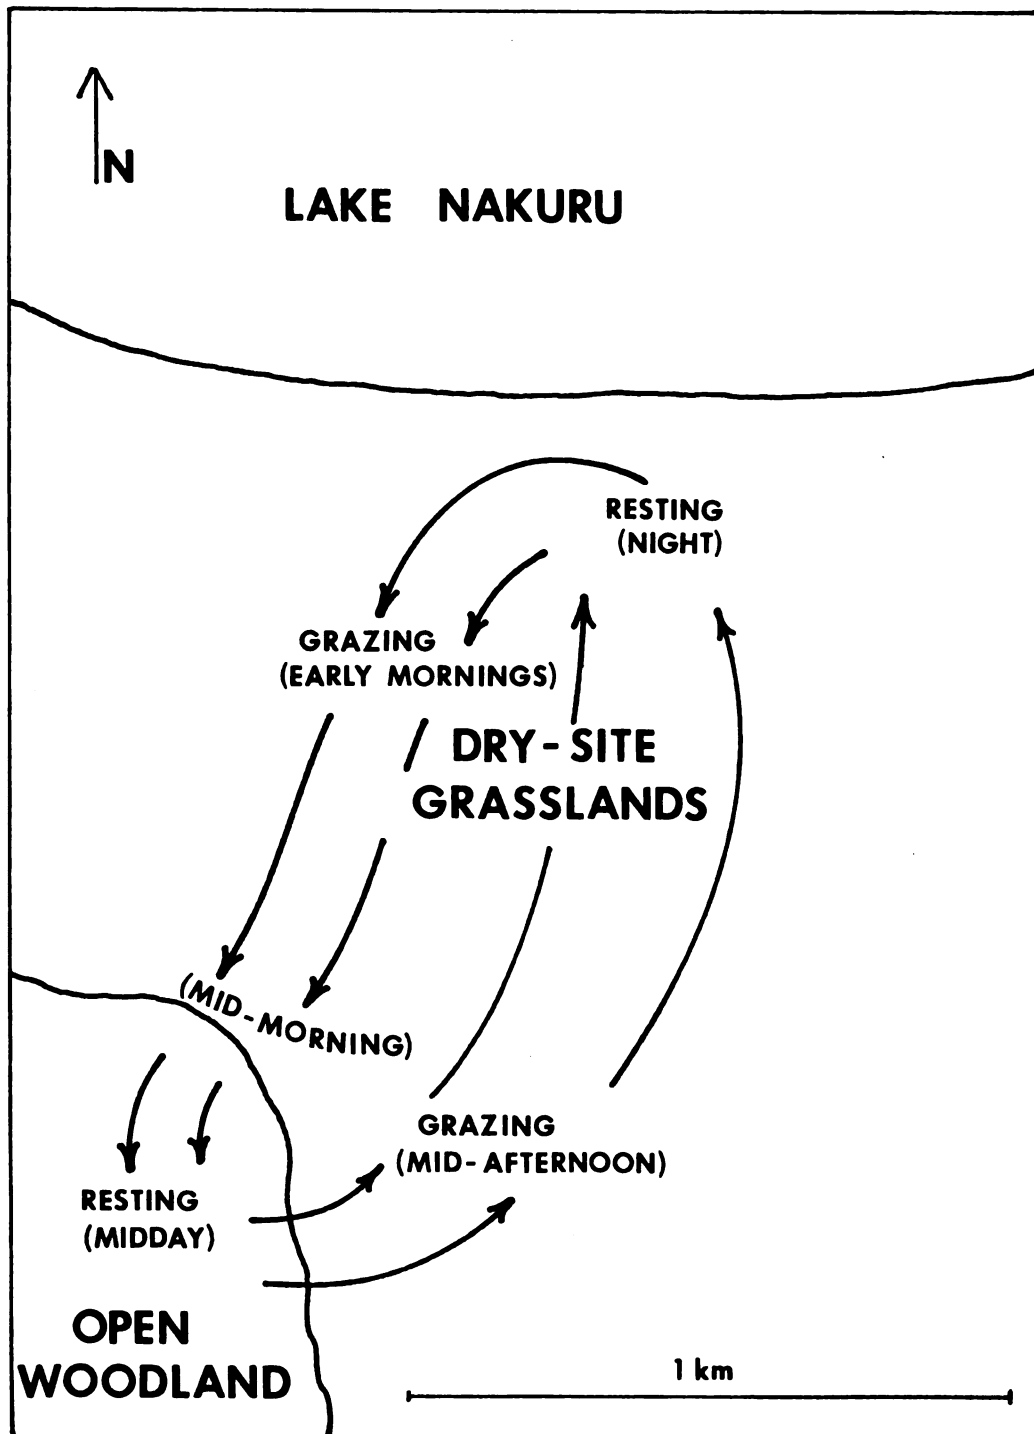 N
LAKE NAKURU
RESTING
(NIGHT)
GRAZING
(EARLY MORNINGS)
DRY-SITE
GRASSLANDS
(MID-MORNING)
GRAZING
(MID-AFTERNOON)
RESTING
(MIDDAY)
OPEN
WOODLAND
1 km